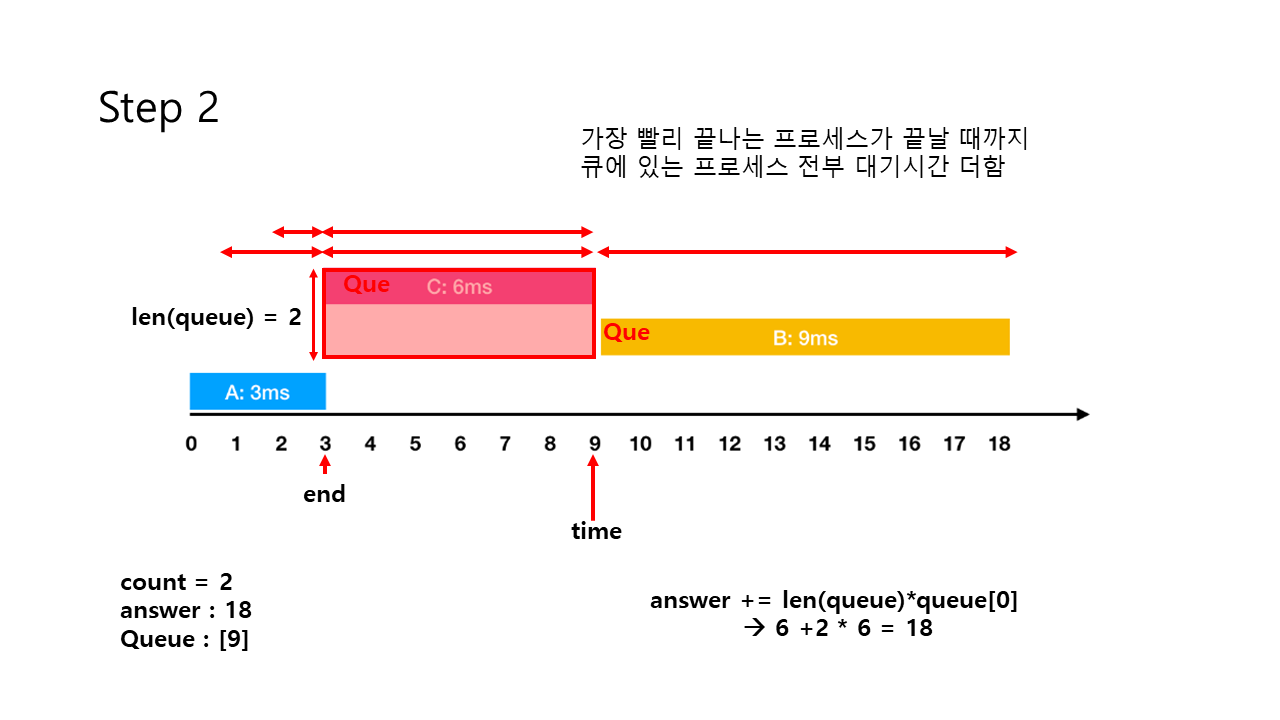 Step 2
가장 빨리 끝나는 프로세스가 끝날 때까지
큐에 있는 프로세스 전부 대기시간 더함
Que
C: 6ms
len(queue) = 2
Que
B: 9ms
A: 3ms
0 1 2 3 4 5 6 7 8 9 10 11 12 13 14 15 16 17 18
end
time
count = 2
answer : 18
Queue : [9]
answer += len(queue)*queue[0]
→ 6 +2 * 6 = 18